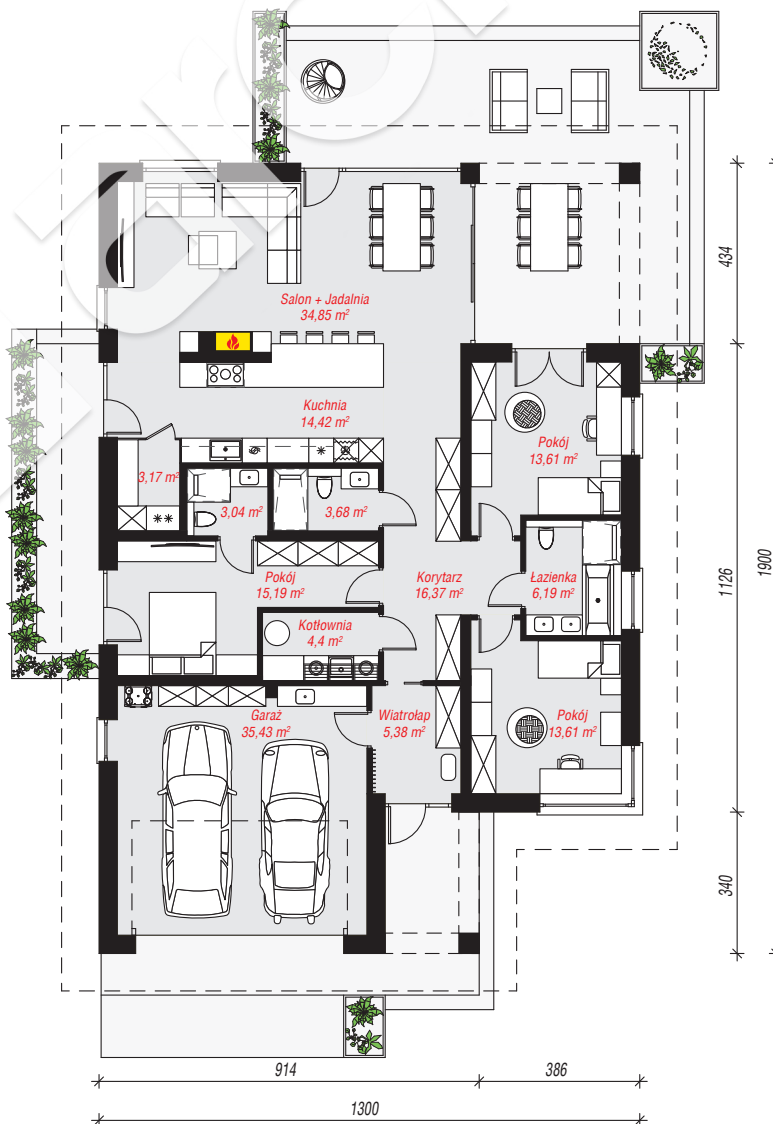 Salon + Jadalnia
34,85 m²
Kuchnia
14,42 m²
3,17 m²
3,04 m²
3,68 m²
Pokój
13,61 m²
Pokój
15,19 m²
Korytarz
16,37 m²
Łazienka
6,19 m²
Kotłownia
4,4 m²
Garaż
35,43 m²
Wiatrołap
5,38 m²
Pokój
13,61 m²
434
1126
1900
340
914
386
1300